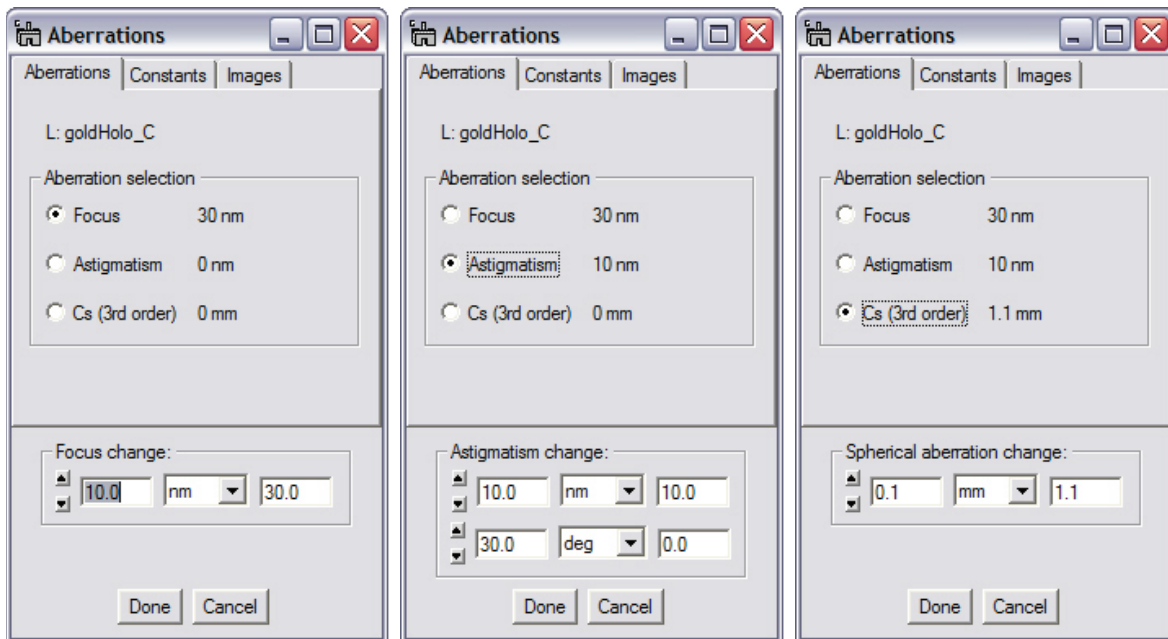 Aberrations
Aberrations Constants Images
L: goldHolo_C
Aberration selection
Focus 30 nm
Astigmatism 0 nm
Cs (3rd order) 0 mm
Focus change:
10.0 nm 30.0
Done Cancel
Aberrations
Aberrations Constants Images
L: goldHolo_C
Aberration selection
Focus 30 nm
Astigmatism 10 nm
Cs (3rd order) 0 mm
Astigmatism change:
10.0 nm 10.0
30.0 deg 0.0
Done Cancel
Aberrations
Aberrations Constants Images
L: goldHolo_C
Aberration selection
Focus 30 nm
Astigmatism 10 nm
Cs (3rd order) 1.1 mm
Spherical aberration change:
0.1 mm 1.1
Done Cancel